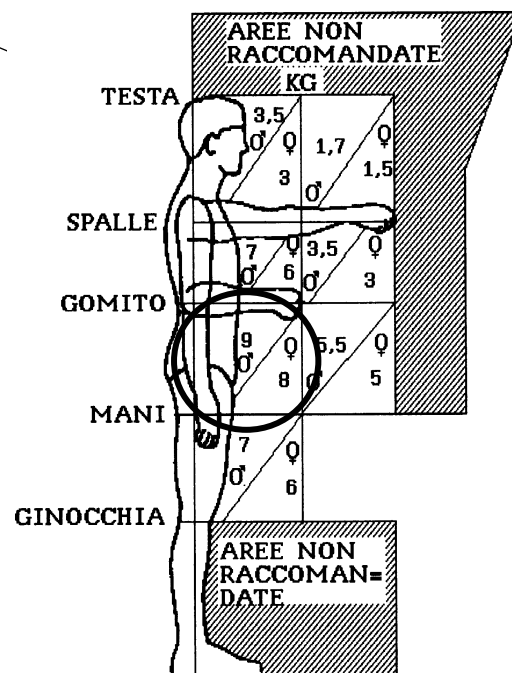 AREE NON
RACCOMANDATE
KG
TESTA
3,5
♂ ♀
3
1,7 ♀
1,5
♂
SPALLE
7 ♀
♂ 6
3,5 ♀
♂ 3
GOMITO
9
♂ ♀
8
5,5 ♀
♂ 5
MANI
7 ♀
♂ 6
GINOCCHIA
AREE NON
RACCOMAN=
DATE